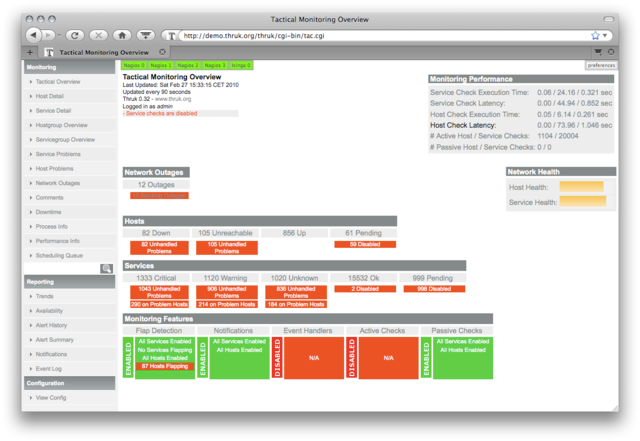 Tactical Monitoring Overview
http://demo.thruk.org/thruk/cgi-bin/tac.cgi
Tactical Monitoring Overview
Monitoring
Tactical Overview
Host Detail
Service Detail
Hostgroup Overview
Servicegroup Overview
Service Problems
Host Problems
Network Outages
Comments
Downtime
Process Info
Performance Info
Scheduling Queue
Reporting
Trends
Availability
Alert History
Alert Summary
Notifications
Event Log
Configuration
View Config
Nagios 0 Nagios 1 Nagios 2 Nagios 3 Icinga 0
preferences
Tactical Monitoring Overview
Last Updated: Sat Feb 27 15:33:15 CET 2010
Updated every 90 seconds
Thruk 0.32 - www.thruk.org
Logged in as admin
- Service checks are disabled
Monitoring Performance
Service Check Execution Time: 0.06 / 24.16 / 0.321 sec
Service Check Latency: 0.00 / 44.94 / 0.852 sec
Host Check Execution Time: 0.05 / 6.14 / 0.261 sec
Host Check Latency: 0.00 / 73.96 / 1.046 sec
# Active Host / Service Checks: 1104 / 20004
# Passive Host / Service Checks: 0 / 0
Network Outages
12 Outages
Network Health
Host Health:
Service Health:
Hosts
82 Down 105 Unreachable 856 Up 61 Pending
82 Unhandled Problems 105 Unhandled Problems 59 Disabled
Services
1333 Critical 1120 Warning 1020 Unknown 15532 Ok 999 Pending
1043 Unhandled Problems 906 Unhandled Problems 836 Unhandled Problems 2 Disabled 998 Disabled
290 on Problem Hosts 214 on Problem Hosts 184 on Problem Hosts
Monitoring Features
Flap Detection Notifications Event Handlers Active Checks Passive Checks
ENABLED
All Services Enabled
No Services Flapping
All Hosts Enabled
87 Hosts Flapping
ENABLED
All Services Enabled
All Hosts Enabled
DISABLED
N/A
DISABLED
N/A
ENABLED
All Services Enabled
All Hosts Enabled